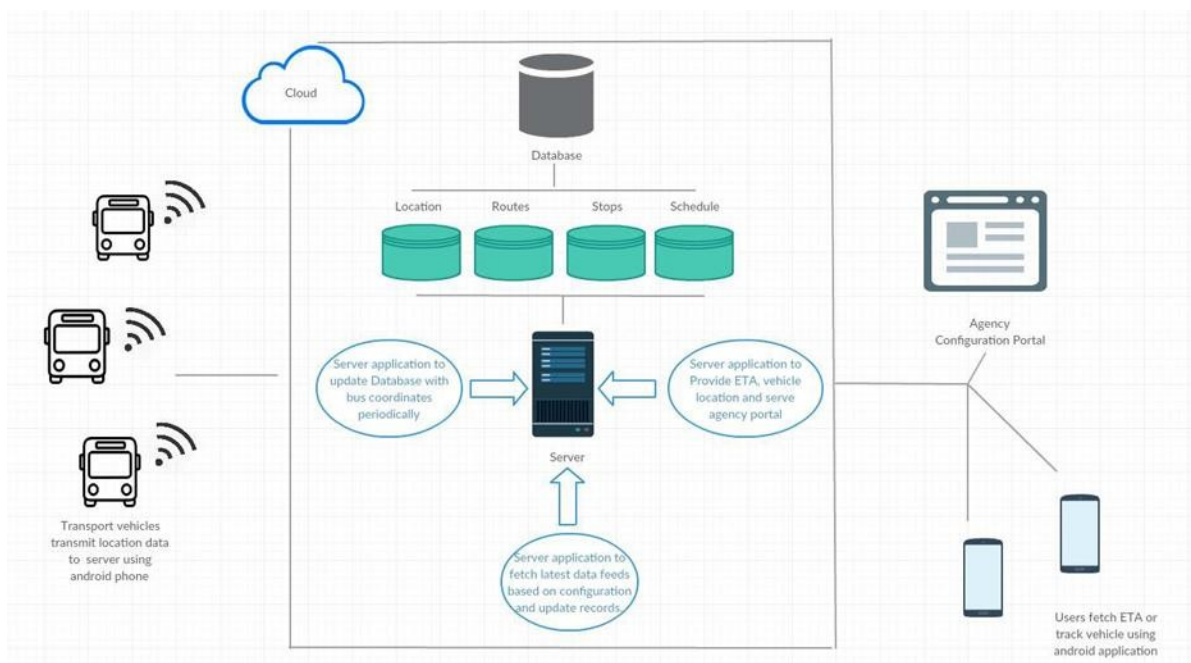 Cloud
Database
Location
Routes
Stops
Schedule
Server application to
update Database with
bus coordinates
periodically
Server application to
Provide ETA, vehicle
location and serve
agency portal
Server
Server application to
fetch latest data feeds
based on configuration
and update records.
Transport vehicles
transmit location data
to server using
android phone
Agency
Configuration Portal
Users fetch ETA or
track vehicle using
android application